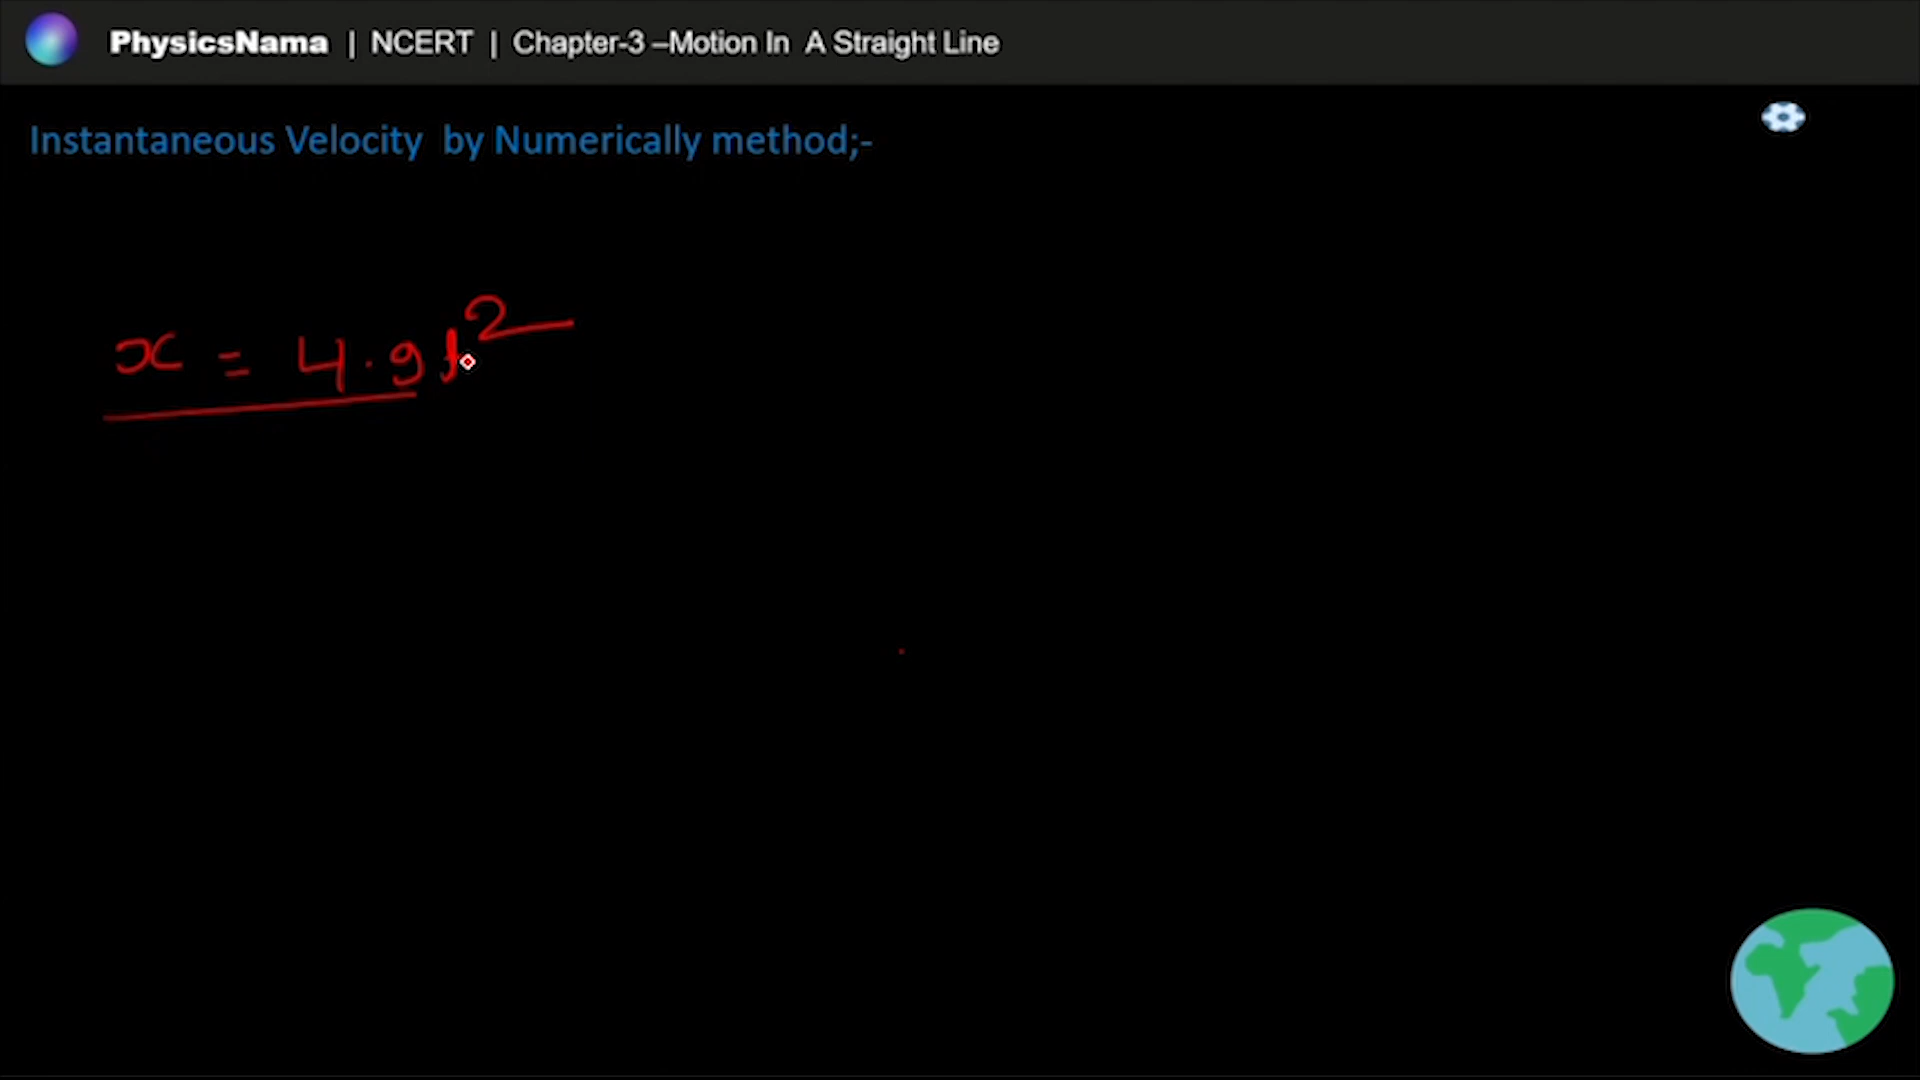 PhysicsNama | NCERT | Chapter-3 –Motion In A Straight Line
Instantaneous Velocity by Numerically method;-
x = 4.9t²